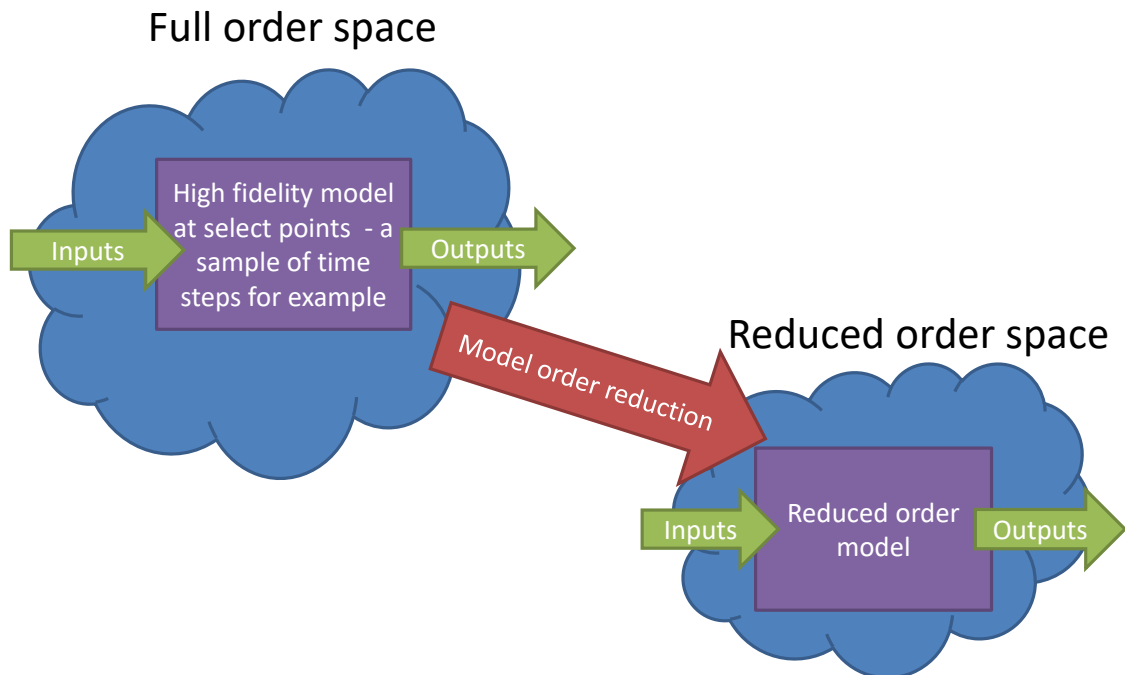 Full order space
High fidelity model
at select points - a
sample of time
steps for example
Inputs
Outputs
Model order reduction
Reduced order space
Inputs
Reduced order
model
Outputs